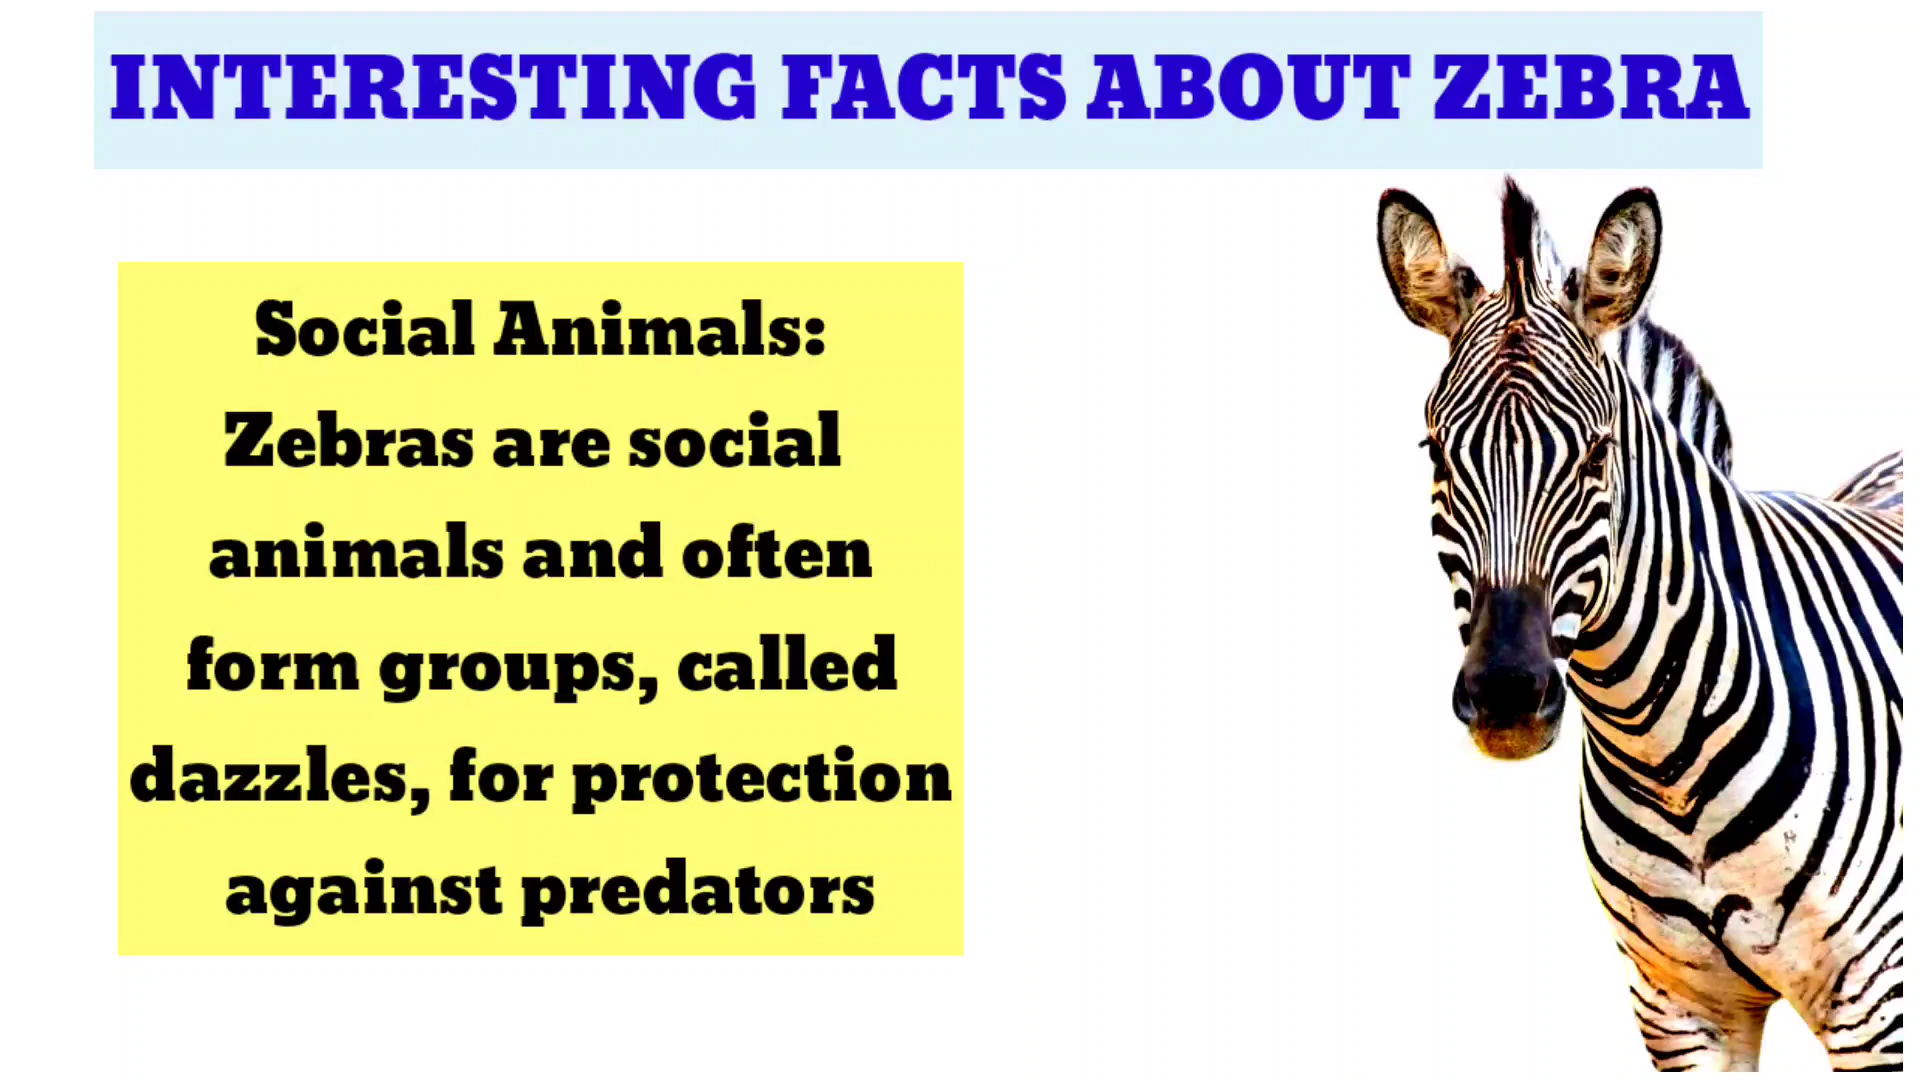 INTERESTING FACTS ABOUT ZEBRA
Social Animals:
Zebras are social
animals and often
form groups, called
dazzles, for protection
against predators